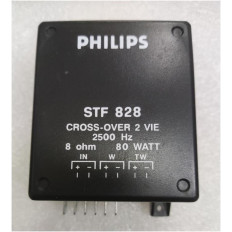 PHILIPS
STF 828
CROSS-OVER 2 VIE
2500 Hz
8 ohm 80 WATT
IN W TW
+ - + - + -